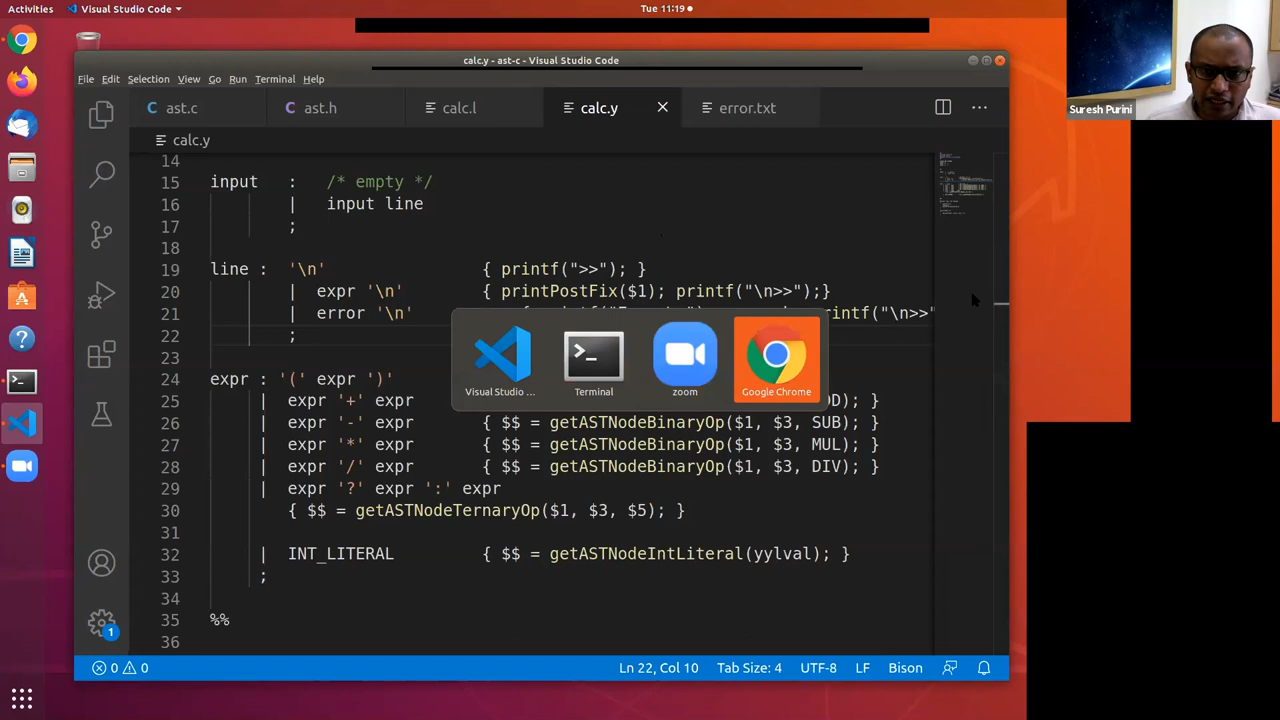 Activities
Visual Studio Code
Tue 11:19
Suresh Purini
calc.y - ast-c - Visual Studio Code
File Edit Selection View Go Run Terminal Help
ast.c
ast.h
calc.l
calc.y
error.txt
calc.y
14
15 input : /* empty */
16 | input line
17 ;
18
19 line : '\n' { printf(">>"); }
20 | expr '\n' { printPostFix($1); printf("\n>>");}
21 | error '\n' rintf("\n>>"
22 ;
23
24 expr : '(' expr ')'
25 | expr '+' expr D); }
26 | expr '-' expr { $$ = getASTNodeBinaryOp($1, $3, SUB); }
27 | expr '*' expr { $$ = getASTNodeBinaryOp($1, $3, MUL); }
28 | expr '/' expr { $$ = getASTNodeBinaryOp($1, $3, DIV); }
29 | expr '?' expr ':' expr
30 { $$ = getASTNodeTernaryOp($1, $3, $5); }
31
32 | INT_LITERAL { $$ = getASTNodeIntLiteral(yylval); }
33 ;
34
35 %%
36
Visual Studio ...
Terminal
zoom
Google Chrome
1
0 0 Ln 22, Col 10 Tab Size: 4 UTF-8 LF Bison